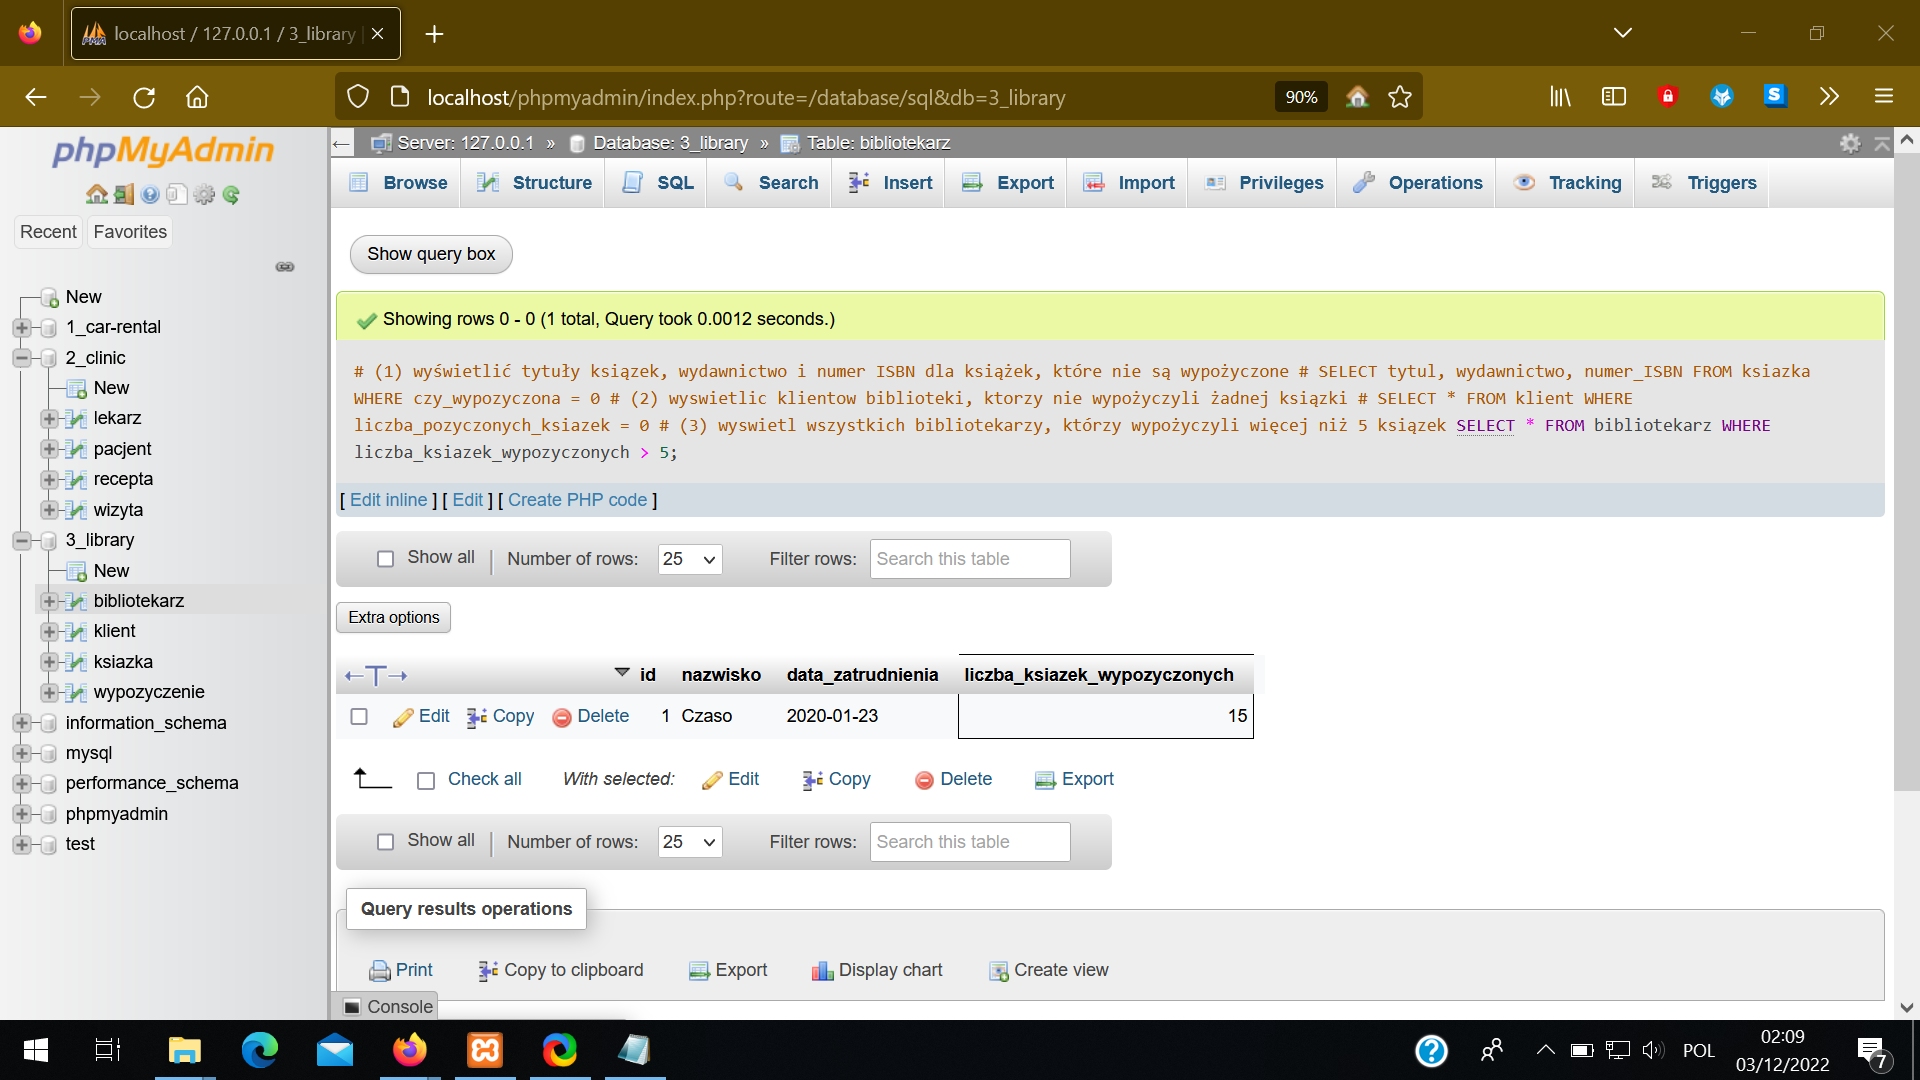 localhost / 127.0.0.1 / 3_library
localhost/phpmyadmin/index.php?route=/database/sql&db=3_library
90%
S
phpMyAdmin
Recent
Favorites
New
1_car-rental
2_clinic
New
lekarz
pacjent
recepta
wizyta
3_library
New
bibliotekarz
klient
ksiazka
wypozyczenie
information_schema
mysql
performance_schema
phpmyadmin
test
Server: 127.0.0.1 » Database: 3_library » Table: bibliotekarz
Browse Structure SQL Search Insert Export Import Privileges Operations Tracking Triggers
Show query box
Showing rows 0 - 0 (1 total, Query took 0.0012 seconds.)
# (1) wyświetlić tytuły ksiązek, wydawnictwo i numer ISBN dla książek, które nie są wypożyczone # SELECT tytul, wydawnictwo, numer_ISBN FROM ksiazka
WHERE czy_wypozyczona = 0 # (2) wyswietlic klientow biblioteki, ktorzy nie wypożyczyli żadnej ksiązki # SELECT * FROM klient WHERE
liczba_pozyczonych_ksiazek = 0 # (3) wyswietl wszystkich bibliotekarzy, którzy wypożyczyli więcej niż 5 ksiązek SELECT * FROM bibliotekarz WHERE
liczba_ksiazek_wypozyczonych > 5;
[ Edit inline ] [ Edit ] [ Create PHP code ]
Show all | Number of rows: 25 Filter rows: Search this table
Extra options
id nazwisko data_zatrudnienia liczba_ksiazek_wypozyczonych
Edit Copy Delete 1 Czaso 2020-01-23 15
Check all With selected: Edit Copy Delete Export
Show all | Number of rows: 25 Filter rows: Search this table
Query results operations
Print Copy to clipboard Export Display chart Create view
Console
POL
02:09
03/12/2022
7